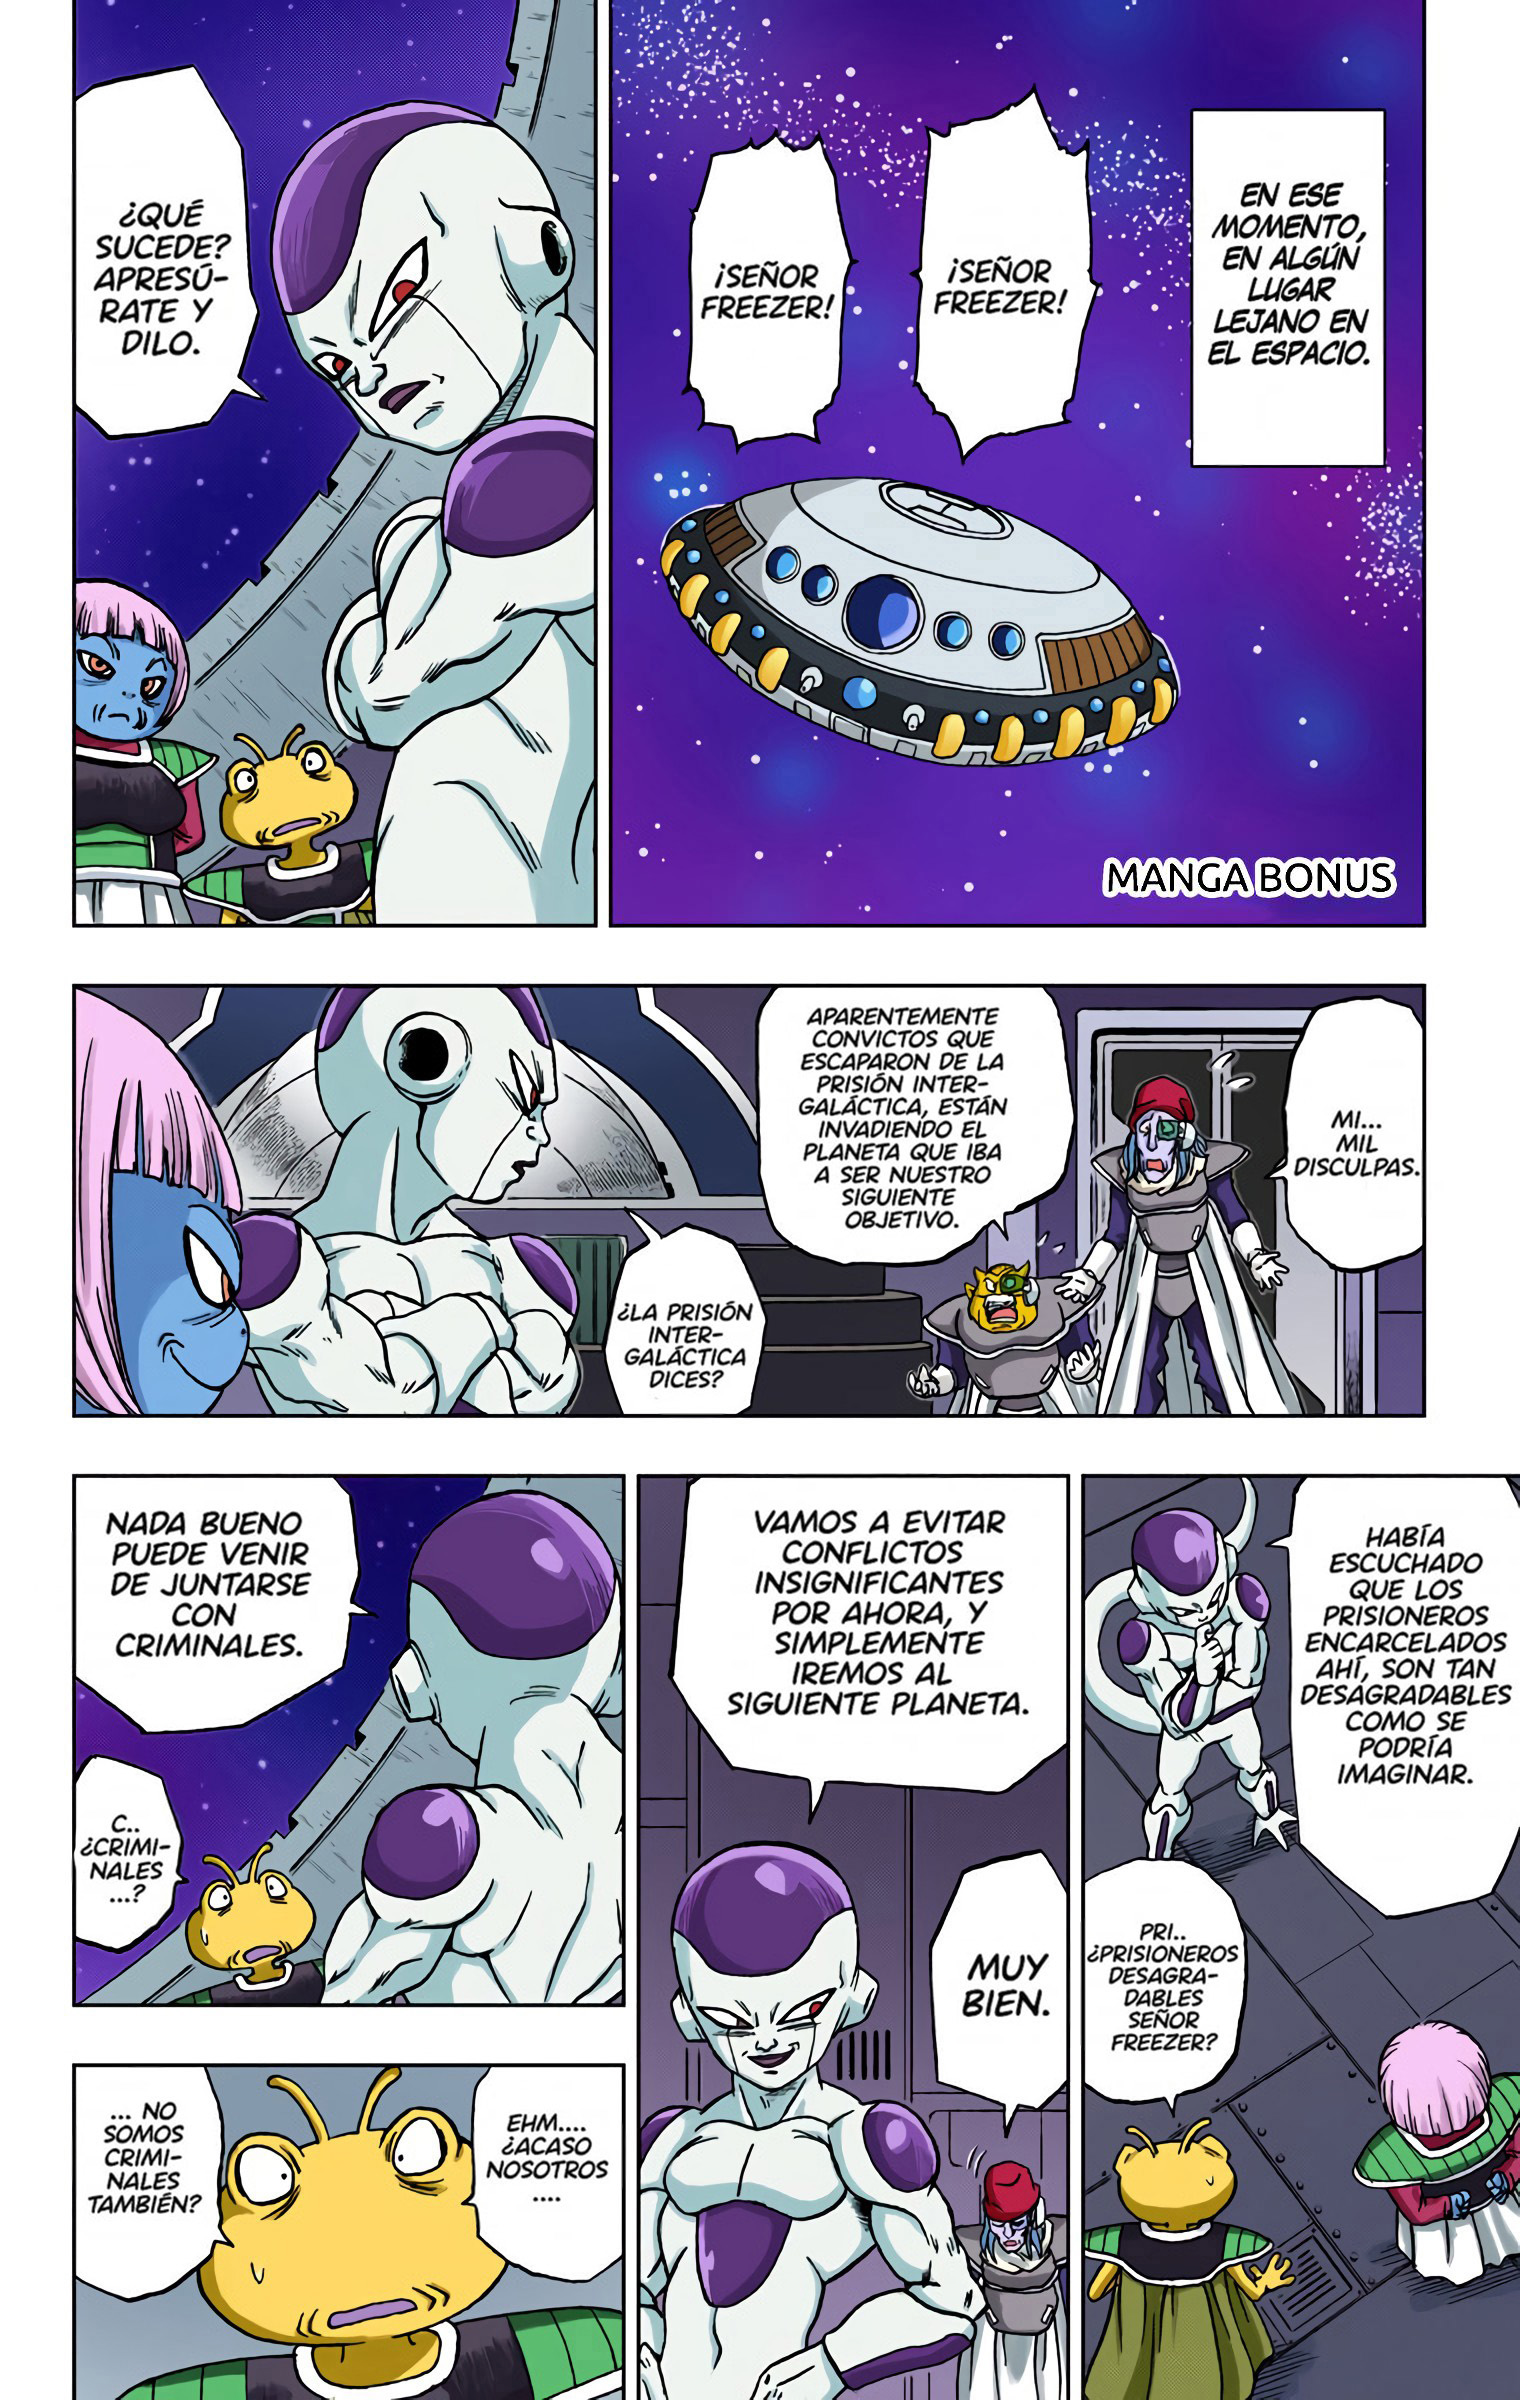 EN ESE
MOMENTO,
EN ALGÚN
LUGAR
LEJANO EN
EL ESPACIO.
¡SEÑOR
FREEZER!
¡SEÑOR
FREEZER!
MANGA BONUS
¿QUÉ
SUCEDE?
APRESÚ-
RATE Y
DILO.
MI...
MIL
DISCULPAS.
APARENTEMENTE
CONVICTOS QUE
ESCAPARON DE LA
PRISIÓN INTER-
GALÁCTICA, ESTÁN
INVADIENDO EL
PLANETA QUE IBA
A SER NUESTRO
SIGUIENTE
OBJETIVO.
¿LA PRISIÓN
INTER-
GALÁCTICA
DICES?
HABÍA
ESCUCHADO
QUE LOS
PRISIONEROS
ENCARCELADOS
AHÍ, SON TAN
DESAGRADABLES
COMO SE
PODRÍA
IMAGINAR.
PRI..
¿PRISIONEROS
DESAGRA-
DABLES
SEÑOR
FREEZER?
VAMOS A EVITAR
CONFLICTOS
INSIGNIFICANTES
POR AHORA, Y
SIMPLEMENTE
IREMOS AL
SIGUIENTE PLANETA.
MUY
BIEN.
NADA BUENO
PUEDE VENIR
DE JUNTARSE
CON
CRIMINALES.
C..
¿CRIMI-
NALES
...?
EHM....
¿ACASO
NOSOTROS
....
... NO
SOMOS
CRIMI-
NALES
TAMBIÉN?